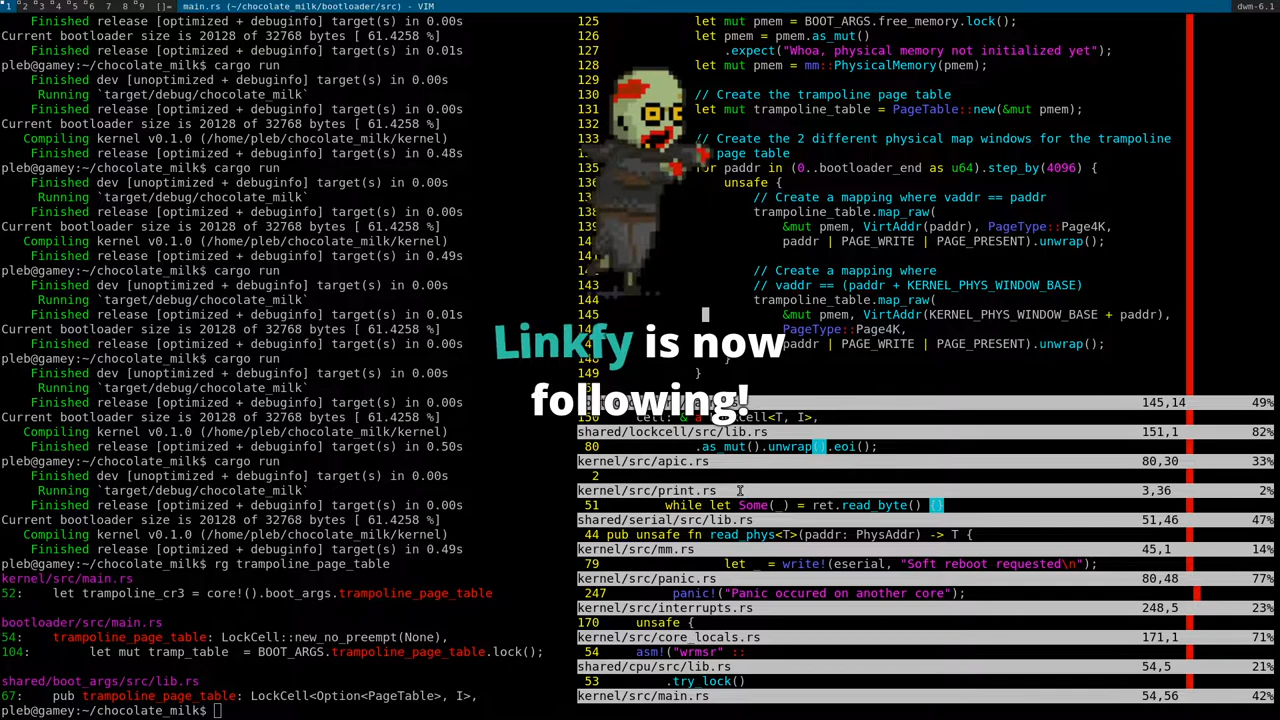 1 2 3 4 5 6 7 8 9 []= main.rs (~/chocolate_milk/bootloader/src) - VIM
dwm-6.1
Finished release [optimized + debuginfo] target(s) in 0.00s
Current bootloader size is 20128 of 32768 bytes [ 61.4258 %]
Finished release [optimized + debuginfo] target(s) in 0.01s
pleb@gamey:~/chocolate_milk$ cargo run
Finished dev [unoptimized + debuginfo] target(s) in 0.00s
Running `target/debug/chocolate_milk`
Finished release [optimized + debuginfo] target(s) in 0.00s
Current bootloader size is 20128 of 32768 bytes [ 61.4258 %]
Compiling kernel v0.1.0 (/home/pleb/chocolate_milk/kernel)
Finished release [optimized + debuginfo] target(s) in 0.48s
pleb@gamey:~/chocolate_milk$ cargo run
Finished dev [unoptimized + debuginfo] target(s) in 0.00s
Running `target/debug/chocolate_milk`
Finished release [optimized + debuginfo] target(s) in 0.00s
Current bootloader size is 20128 of 32768 bytes [ 61.4258 %]
Compiling kernel v0.1.0 (/home/pleb/chocolate_milk/kernel)
Finished release [optimized + debuginfo] target(s) in 0.49s
pleb@gamey:~/chocolate_milk$ cargo run
Finished dev [unoptimized + debuginfo] target(s) in 0.00s
Running `target/debug/chocolate_milk`
Finished release [optimized + debuginfo] target(s) in 0.01s
Current bootloader size is 20128 of 32768 bytes [ 61.4258 %]
Finished release [optimized + debuginfo] target(s) in 0.00s
pleb@gamey:~/chocolate_milk$ cargo run
Finished dev [unoptimized + debuginfo] target(s) in 0.00s
Running `target/debug/chocolate_milk`
Finished release [optimized + debuginfo] target(s) in 0.00s
Current bootloader size is 20128 of 32768 bytes [ 61.4258 %]
Compiling kernel v0.1.0 (/home/pleb/chocolate_milk/kernel)
Finished release [optimized + debuginfo] target(s) in 0.50s
pleb@gamey:~/chocolate_milk$ cargo run
Finished dev [unoptimized + debuginfo] target(s) in 0.00s
Running `target/debug/chocolate_milk`
Finished release [optimized + debuginfo] target(s) in 0.00s
Current bootloader size is 20128 of 32768 bytes [ 61.4258 %]
Compiling kernel v0.1.0 (/home/pleb/chocolate_milk/kernel)
Finished release [optimized + debuginfo] target(s) in 0.49s
pleb@gamey:~/chocolate_milk$ rg trampoline_page_table
kernel/src/main.rs
52: let trampoline_cr3 = core!().boot_args.trampoline_page_table
bootloader/src/main.rs
54: trampoline_page_table: LockCell::new_no_preempt(None),
104: let mut tramp_table = BOOT_ARGS.trampoline_page_table.lock();
shared/boot_args/src/lib.rs
67: pub trampoline_page_table: LockCell<Option<PageTable>, I>,
pleb@gamey:~/chocolate_milk$
125 let mut pmem = BOOT_ARGS.free_memory.lock();
126 let pmem = pmem.as_mut()
127 .expect("Whoa, physical memory not initialized yet");
128 let mut pmem = mm::PhysicalMemory(pmem);
129
130 // Create the trampoline page table
131 let mut trampoline_table = PageTable::new(&mut pmem);
132
133 // Create the 2 different physical map windows for the trampoline
page table
135 for paddr in (0..bootloader_end as u64).step_by(4096) {
136 unsafe {
// Create a mapping where vaddr == paddr
138 trampoline_table.map_raw(
139 &mut pmem, VirtAddr(paddr), PageType::Page4K,
paddr | PAGE_WRITE | PAGE_PRESENT).unwrap();
// Create a mapping where
143 // vaddr == (paddr + KERNEL_PHYS_WINDOW_BASE)
144 trampoline_table.map_raw(
145 &mut pmem, VirtAddr(KERNEL_PHYS_WINDOW_BASE + paddr),
PageType::Page4K,
paddr | PAGE_WRITE | PAGE_PRESENT).unwrap();
}
149 }
Linkfy is now
following!
145,14 49%
150 cell: & LockCell<T, I>,
shared/lockcell/src/lib.rs 151,1 82%
80 .as_mut().unwrap().eoi();
kernel/src/apic.rs 80,30 33%
2
kernel/src/print.rs 3,36 2%
51 while let Some(_) = ret.read_byte() {}
shared/serial/src/lib.rs 51,46 47%
44 pub unsafe fn read_phys<T>(paddr: PhysAddr) -> T {
kernel/src/mm.rs 45,1 14%
79 let _ = write!(eserial, "Soft reboot requested\n");
kernel/src/panic.rs 80,48 77%
247 panic!("Panic occured on another core");
kernel/src/interrupts.rs 248,5 23%
170 unsafe {
kernel/src/core_locals.rs 171,1 71%
54 asm!("wrmsr" ::
shared/cpu/src/lib.rs 54,5 21%
53 .try_lock()
kernel/src/main.rs 54,56 42%